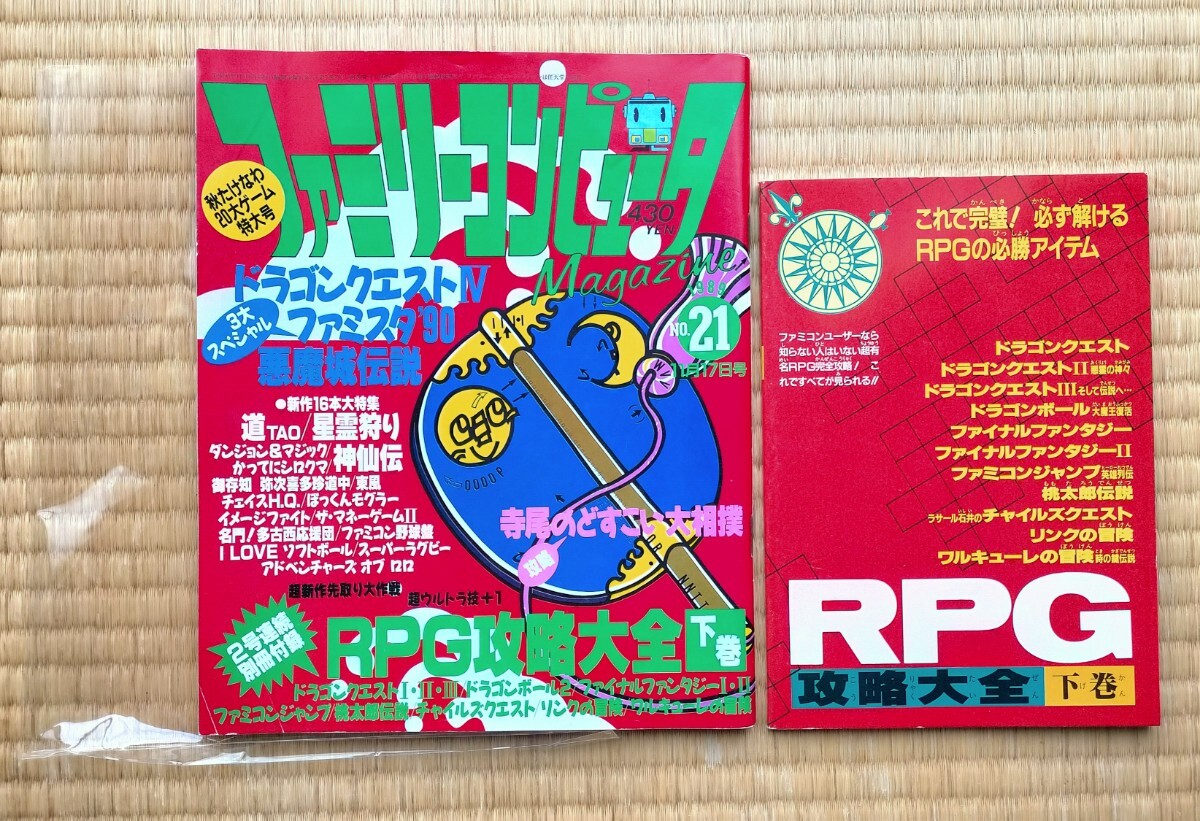 ファミリーコンピュータ
Magazine
430
YEN
秋たけなわ
20大ゲーム
特大号
1989
NO.21
11月17日号
ドラゴンクエストⅣ
3大
スペシャル
ファミスタ'90
悪魔城伝説
●新作16本大特集
道TAO/星霊狩り
ダンジョン&マジック/
かってにシロクマ/神仙伝
御存知 弥次喜多珍道中/東風
チェイスH.Q./ぼっくんモグラー
イメージファイト/ザ・マネーゲームⅡ
名門!多古西応援団/ファミコン野球盤
I LOVE ソフトボール/スーパーラグビー
アドベンチャーズ オブ ロロ
寺尾のどすこい大相撲
攻略
超新作先取り大作戦
超ウルトラ技+1
2号連続
別冊付録
RPG攻略大全 下巻
ドラゴンクエストⅠ・Ⅱ・Ⅲ ドラゴンボール2/ファイナルファンタジーⅠ・Ⅱ
ファミコンジャンプ/桃太郎伝説/チャイルズクエスト/リンクの冒険/ワルキューレの冒険
これで完璧! 必ず解ける
RPGの必勝アイテム
ファミコンユーザーなら
知らない人はいない超有
名RPG完全攻略! こ
れですべてが見られる!!
ドラゴンクエスト
ドラゴンクエストⅡ悪霊の神々
ドラゴンクエストⅢそして伝説へ…
ドラゴンボール大魔王復活
ファイナルファンタジー
ファイナルファンタジーⅡ
ファミコンジャンプ英雄列伝
桃太郎伝説
ラサール石井のチャイルズクエスト
リンクの冒険
ワルキューレの冒険時の鍵伝説
RPG
攻略大全 下巻